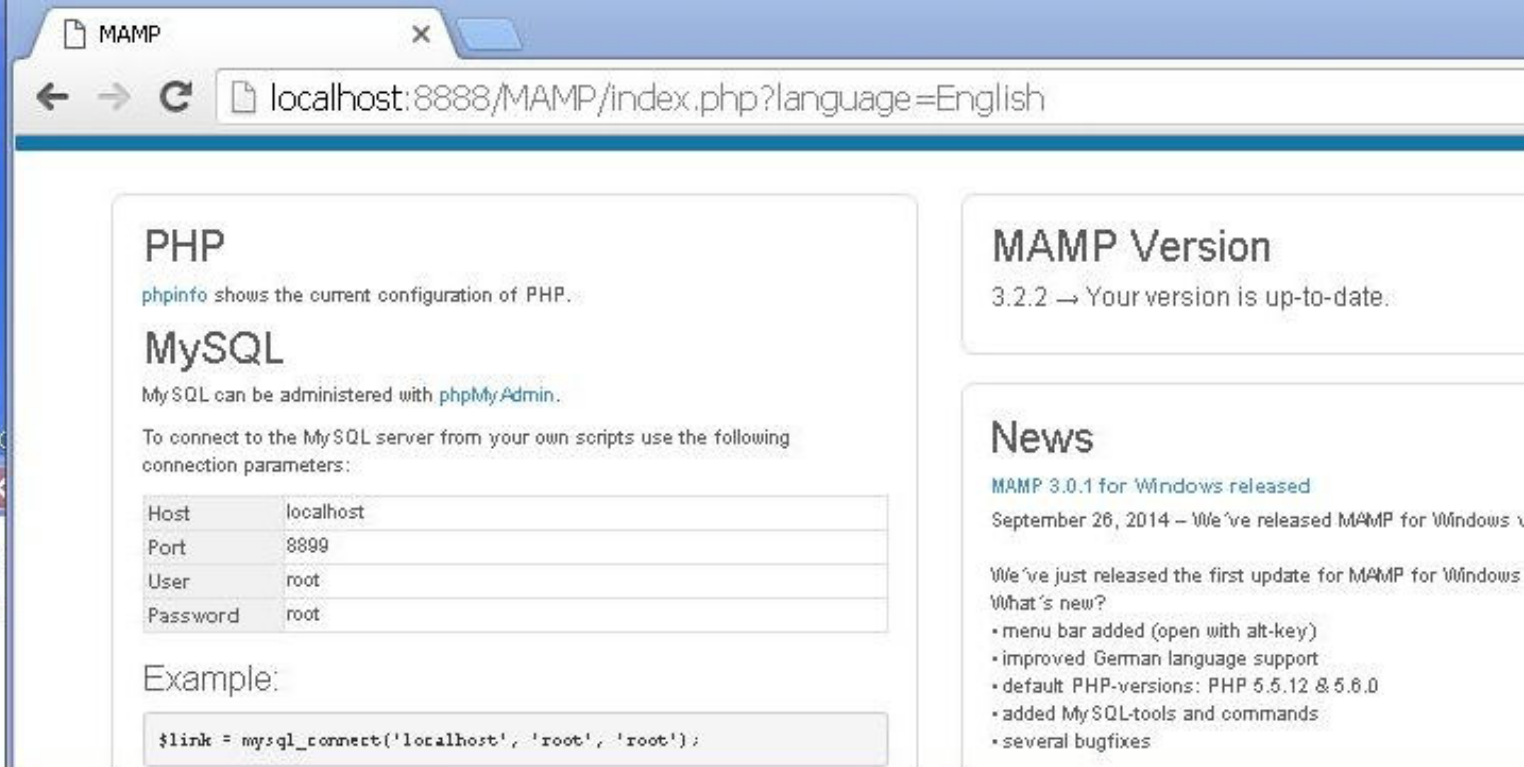 MAMP
localhost:8888/MAMP/index.php?language=English
PHP
phpinfo shows the current configuration of PHP.
MySQL
MySQL can be administered with phpMyAdmin.
To connect to the MySQL server from your own scripts use the following
connection parameters:
Host localhost
Port 8899
User root
Password root
Example:
$link = mysql_connect('localhost', 'root', 'root');
MAMP Version
3.2.2 → Your version is up-to-date.
News
MAMP 3.0.1 for Windows released
September 26, 2014 – We´ve released MAMP for Windows
We´ve just released the first update for MAMP for Windows
What´s new?
• menu bar added (open with alt-key)
• improved German language support
• default PHP-versions: PHP 5.5.12 & 5.6.0
• added MySQL-tools and commands
• several bugfixes